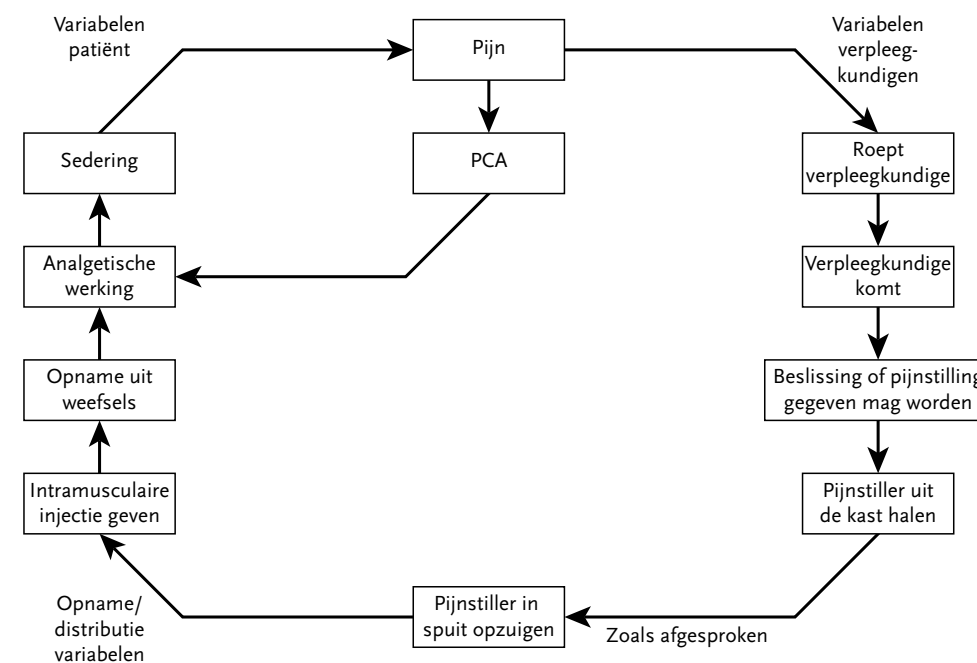 Variabelen
patiënt
Pijn
Variabelen
verpleeg-
kundigen
Sedering
PCA
Roept
verpleegkundige
Analgetische
werking
Verpleegkundige
komt
Opname uit
weefsels
Beslissing of pijnstilling
gegeven mag worden
Intramusculaire
injectie geven
Pijnstiller uit
de kast halen
Opname/
distributie
variabelen
Pijnstiller in
spuit opzuigen
Zoals afgesproken